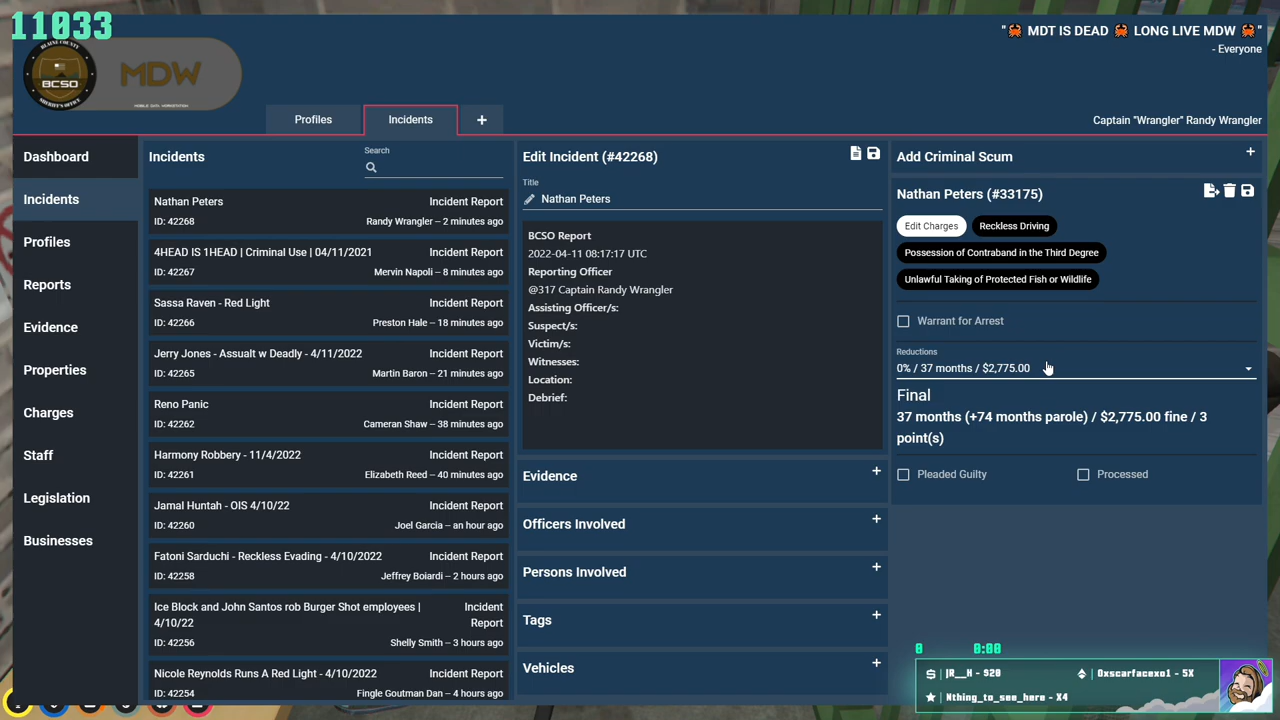 11033
BLAINE COUNTY
BCSO
SHERIFF'S OFFICE
MDW
MOBILE DATA WORKSTATION
" 🦀 MDT IS DEAD 🦀 LONG LIVE MDW 🦀 "
- Everyone
Profiles
Incidents
+
Captain "Wrangler" Randy Wrangler
Dashboard
Incidents
Profiles
Reports
Evidence
Properties
Charges
Staff
Legislation
Businesses
Incidents
Search
Nathan Peters Incident Report
ID: 42268 Randy Wrangler – 2 minutes ago
4HEAD IS 1HEAD | Criminal Use | 04/11/2021 Incident Report
ID: 42267 Mervin Napoli – 8 minutes ago
Sassa Raven - Red Light Incident Report
ID: 42266 Preston Hale – 18 minutes ago
Jerry Jones - Assualt w Deadly - 4/11/2022 Incident Report
ID: 42265 Martin Baron – 21 minutes ago
Reno Panic Incident Report
ID: 42262 Cameran Shaw – 38 minutes ago
Harmony Robbery - 11/4/2022 Incident Report
ID: 42261 Elizabeth Reed – 40 minutes ago
Jamal Huntah - OIS 4/10/22 Incident Report
ID: 42260 Joel Garcia – an hour ago
Fatoni Sarduchi - Reckless Evading - 4/10/2022 Incident Report
ID: 42258 Jeffrey Boiardi – 2 hours ago
Ice Block and John Santos rob Burger Shot employees | Incident
4/10/22 Report
ID: 42256 Shelly Smith – 3 hours ago
Nicole Reynolds Runs A Red Light - 4/10/2022 Incident Report
ID: 42254 Fingle Goutman Dan – 4 hours ago
Edit Incident (#42268)
Title
Nathan Peters
BCSO Report
2022-04-11 08:17:17 UTC
Reporting Officer
@317 Captain Randy Wrangler
Assisting Officer/s:
Suspect/s:
Victim/s:
Witnesses:
Location:
Debrief:
Evidence +
Officers Involved +
Persons Involved +
Tags +
Vehicles +
Add Criminal Scum +
Nathan Peters (#33175)
Edit Charges Reckless Driving
Possession of Contraband in the Third Degree
Unlawful Taking of Protected Fish or Wildlife
Warrant for Arrest
Reductions
0% / 37 months / $2,775.00
Final
37 months (+74 months parole) / $2,775.00 fine / 3
point(s)
Pleaded Guilty Processed
0 0:00
|R__H - $20 0xscarfacexo1 - 5X
Nthing_to_see_here - X4